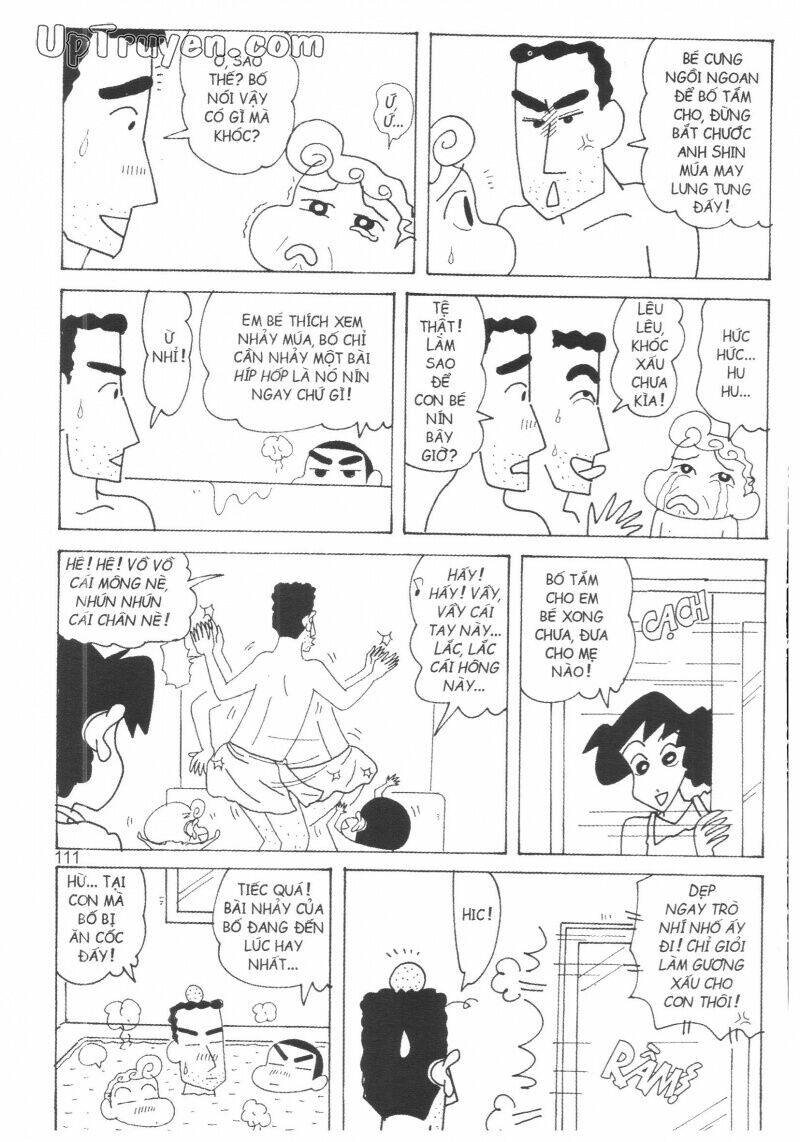 UpTruyen.com
BÉ CƯNG
NGỒI NGOAN
ĐỂ BỐ TẮM
CHO, ĐỪNG
BẮT CHƯỚC
ANH SHIN
MÚA MAY
LUNG TUNG
ĐẤY!
Ứ,
Ứ...
Ơ, SAO
THẾ? BỐ
NÓI VẬY
CÓ GÌ MÀ
KHÓC?
HỨC
HỨC...
HU
HU...
LÊU
LÊU,
KHÓC
XẤU
CHƯA
KÌA!
TỆ
THẬT!
LÀM
SAO
ĐỂ
CON BÉ
NÍN
BÂY
GIỜ?
EM BÉ THÍCH XEM
NHẢY MÚA, BỐ CHỈ
CẦN NHẢY MỘT BÀI
HÍP HỐP LÀ NÓ NÍN
NGAY CHỨ GÌ!
Ừ
NHỈ!
BỐ TẮM
CHO EM
BÉ XONG
CHƯA, ĐƯA
CHO MẸ
NÀO!
CẠCH
HẤY!
HẤY! VẨY,
VẨY CÁI
TAY NÀY...
LẮC, LẮC
CÁI HÔNG
NÀY...
HÊ! HÊ! VỒ VỒ
CÁI MÔNG NÈ,
NHÚN NHÚN
CÁI CHÂN NÈ!
111
DẸP
NGAY TRÒ
NHÍ NHỐ ẤY
ĐI! CHỈ GIỎI
LÀM GƯƠNG
XẤU CHO
CON THÔI!
RẦM!
HIC!
TIẾC QUÁ!
BÀI NHẢY CỦA
BỐ ĐANG ĐẾN
LÚC HAY
NHẤT...
HỪ... TẠI
CON MÀ
BỐ BỊ
ĂN CỐC
ĐẤY!